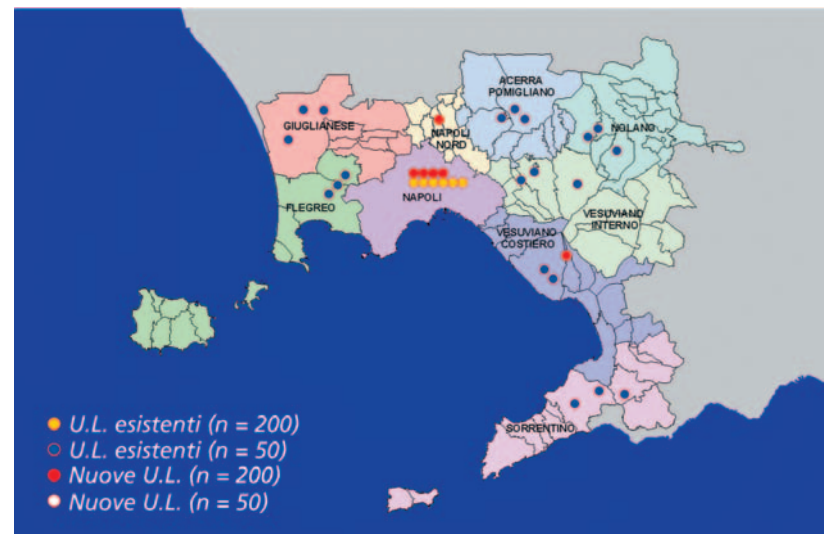 ACERRA
POMIGLIANO
GIUGLIANESE
NAPOLI
NORD
NOLANO
FLEGREO
NAPOLI
VESUVIANO
INTERNO
VESUVIANO
COSTIERO
SORRENTINO
U.L. esistenti (n = 200)
U.L. esistenti (n = 50)
Nuove U.L. (n = 200)
Nuove U.L. (n = 50)